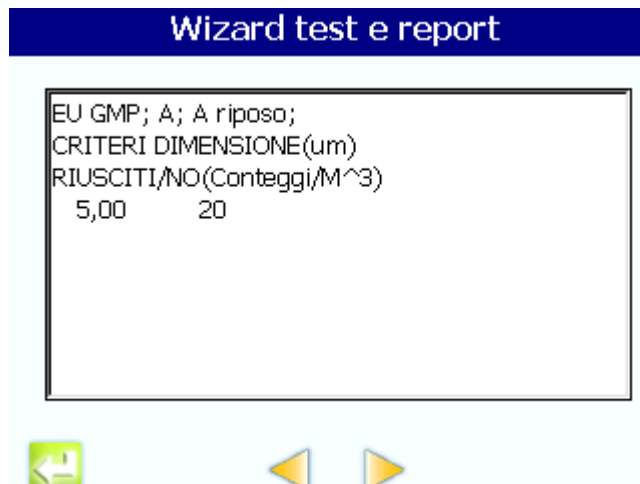 Wizard test e report
EU GMP; A; A riposo;
CRITERI DIMENSIONE(um)
RIUSCITI/NO(Conteggi/M^3)
5,00 20